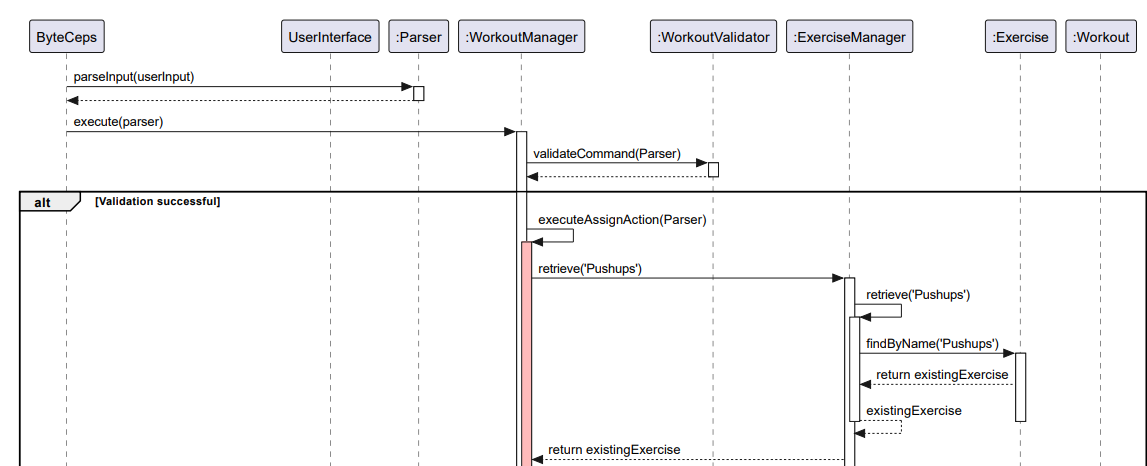 ByteCeps
UserInterface
:Parser
:WorkoutManager
:WorkoutValidator
:ExerciseManager
:Exercise
:Workout
parseInput(userInput)
execute(parser)
validateCommand(Parser)
alt
[Validation successful]
executeAssignAction(Parser)
retrieve('Pushups')
retrieve('Pushups')
findByName('Pushups')
return existingExercise
existingExercise
return existingExercise